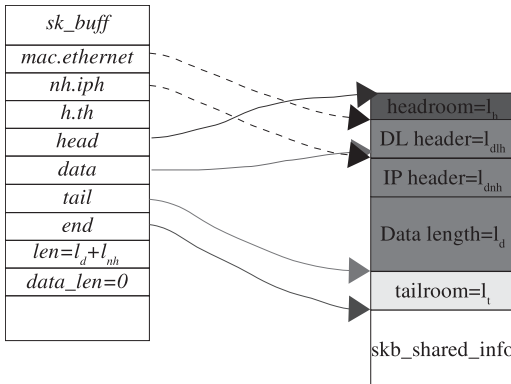 sk_buff
mac.ethernet
nh.iph
h.th
head
data
tail
end
len=l_d+l_nh
data_len=0
headroom=l_h
DL header=l_dlh
IP header=l_dnh
Data length=l_d
tailroom=l_t
skb_shared_info